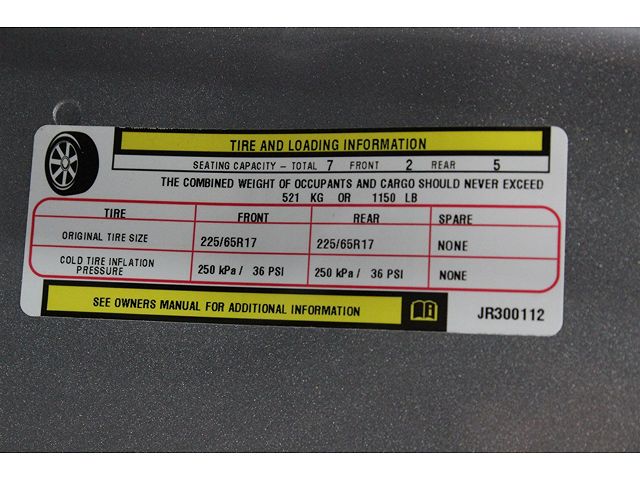 TIRE AND LOADING INFORMATION
SEATING CAPACITY – TOTAL 7 FRONT 2 REAR 5
THE COMBINED WEIGHT OF OCCUPANTS AND CARGO SHOULD NEVER EXCEED
521 KG OR 1150 LB
TIRE FRONT REAR SPARE
ORIGINAL TIRE SIZE 225/65R17 225/65R17 NONE
COLD TIRE INFLATION
PRESSURE 250 kPa / 36 PSI 250 kPa / 36 PSI NONE
SEE OWNERS MANUAL FOR ADDITIONAL INFORMATION
JR300112